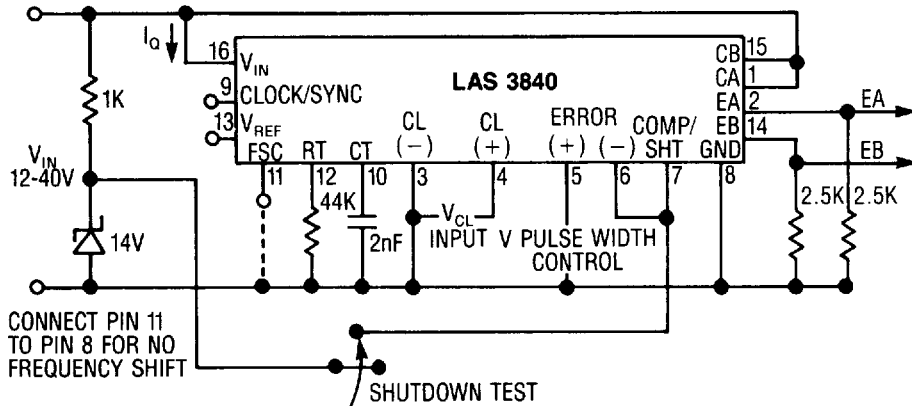 I_Q
16
V_IN
9
CLOCK/SYNC
13
V_REF
FSC
RT
CT
CL
(−)
CL
(+)
LAS 3840
ERROR
(+) (−)
COMP/
SHT
GND
CB
CA
EA
EB
15
1
2
14
EA
EB
11
12
10
3
4
5
6
7
8
1K
V_IN
12-40V
14V
44K
2nF
V_CL
INPUT
V PULSE WIDTH
CONTROL
2.5K
2.5K
CONNECT PIN 11
TO PIN 8 FOR NO
FREQUENCY SHIFT
SHUTDOWN TEST